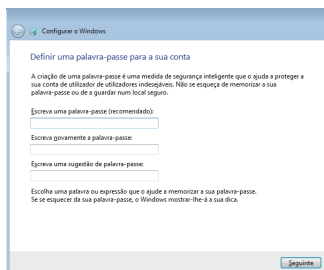 Configurar o Windows
Definir uma palavra-passe para a sua conta
A criação de uma palavra-passe é uma medida de segurança inteligente que o ajuda a proteger a
sua conta de utilizador de utilizadores indesejáveis. Não se esqueça de memorizar a sua
palavra-passe ou de a guardar num local seguro.
Escreva uma palavra-passe (recomendado):
Escreva novamente a palavra-passe:
Escreva uma sugestão de palavra-passe:
Escolha uma palavra ou expressão que o ajude a memorizar a sua palavra-passe.
Se se esquecer da sua palavra-passe, o Windows mostrar-lhe-á a sua dica.
Seguinte